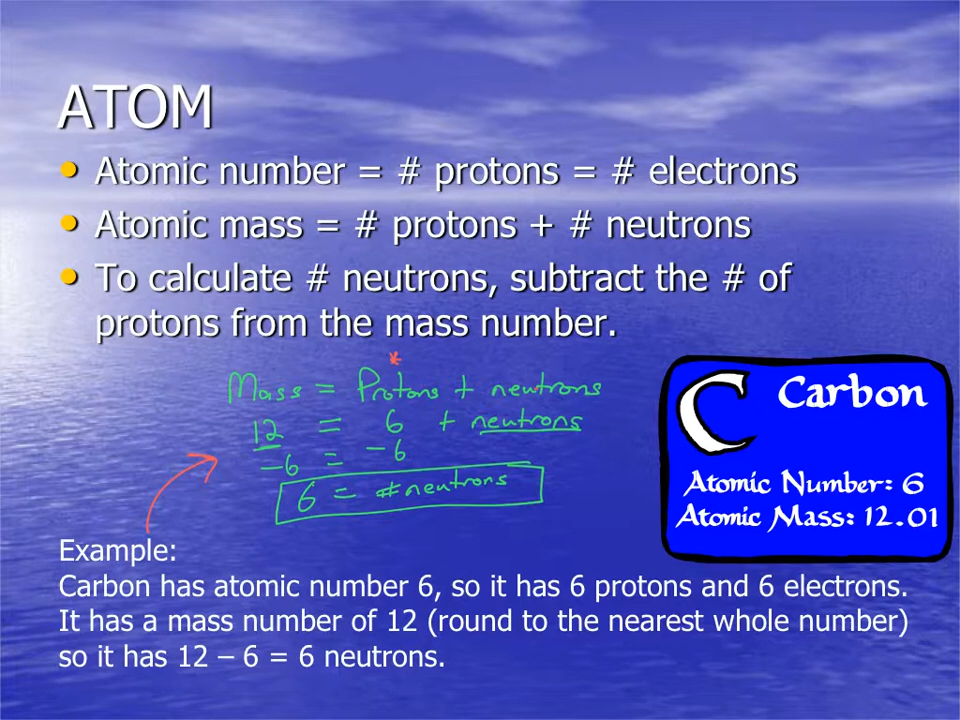 ATOM
• Atomic number = # protons = # electrons
• Atomic mass = # protons + # neutrons
• To calculate # neutrons, subtract the # of
protons from the mass number.
*
Mass = Protons + neutrons
12 = 6 + neutrons
-6 = -6
6 = # neutrons
C Carbon
Atomic Number: 6
Atomic Mass: 12.01
Example:
Carbon has atomic number 6, so it has 6 protons and 6 electrons.
It has a mass number of 12 (round to the nearest whole number)
so it has 12 – 6 = 6 neutrons.